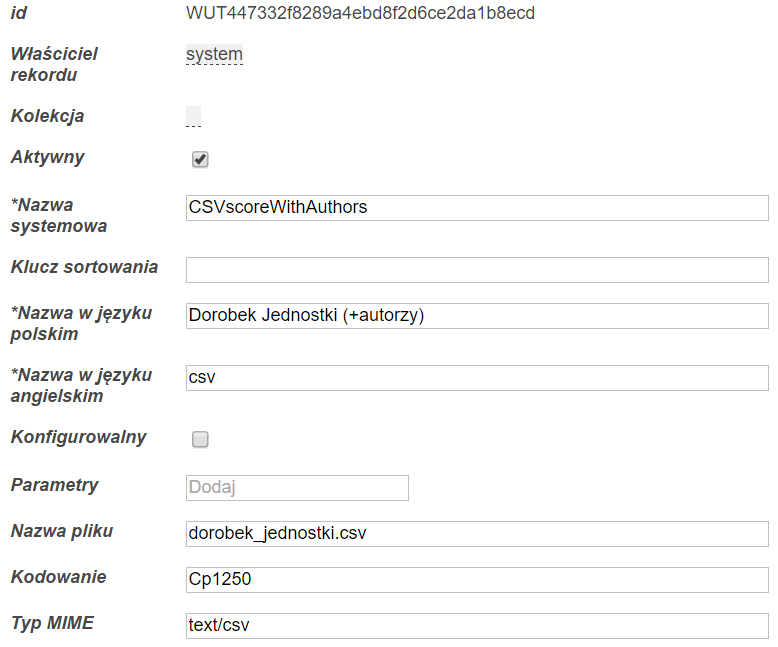 id WUT447332f8289a4ebd8f2d6ce2da1b8ecd
Właściciel
rekordu
system
Kolekcja
Aktywny
*Nazwa
systemowa
CSVscoreWithAuthors
Klucz sortowania
*Nazwa w języku
polskim
Dorobek Jednostki (+autorzy)
*Nazwa w języku
angielskim
csv
Konfigurowalny
Parametry Dodaj
Nazwa pliku dorobek_jednostki.csv
Kodowanie Cp1250
Typ MIME text/csv